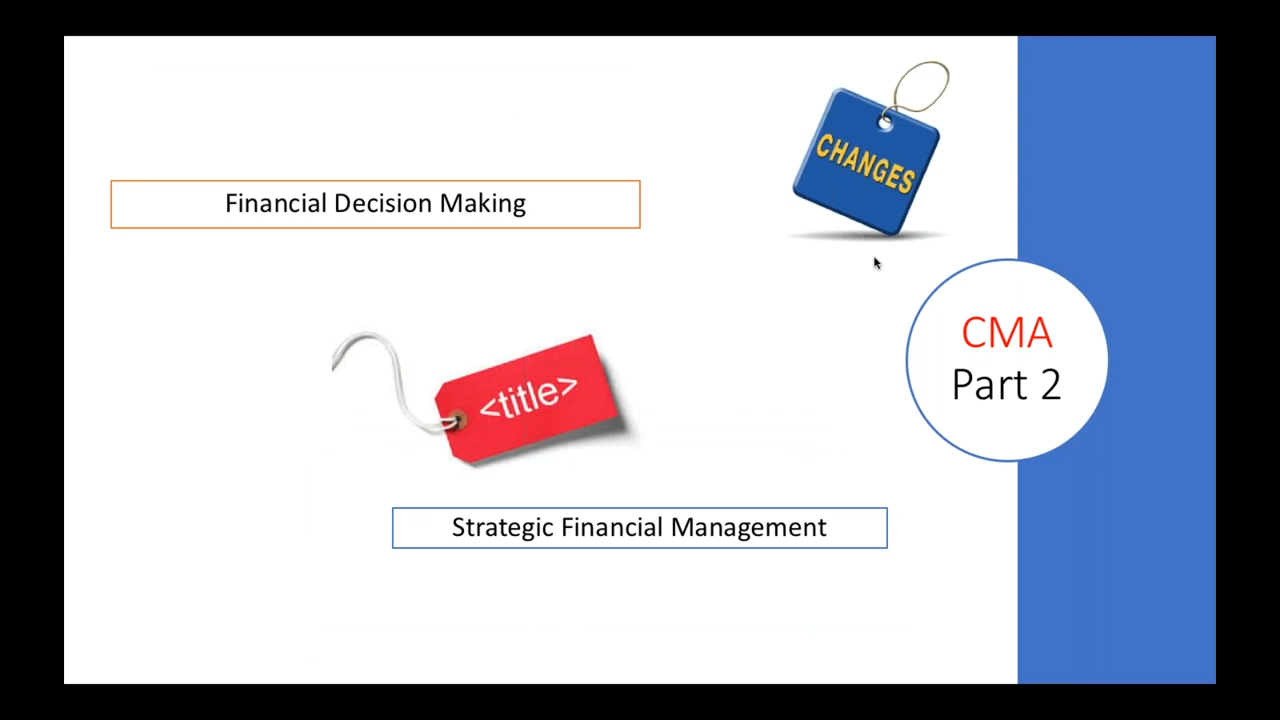 CHANGES
Financial Decision Making
CMA
Part 2
<title>
Strategic Financial Management